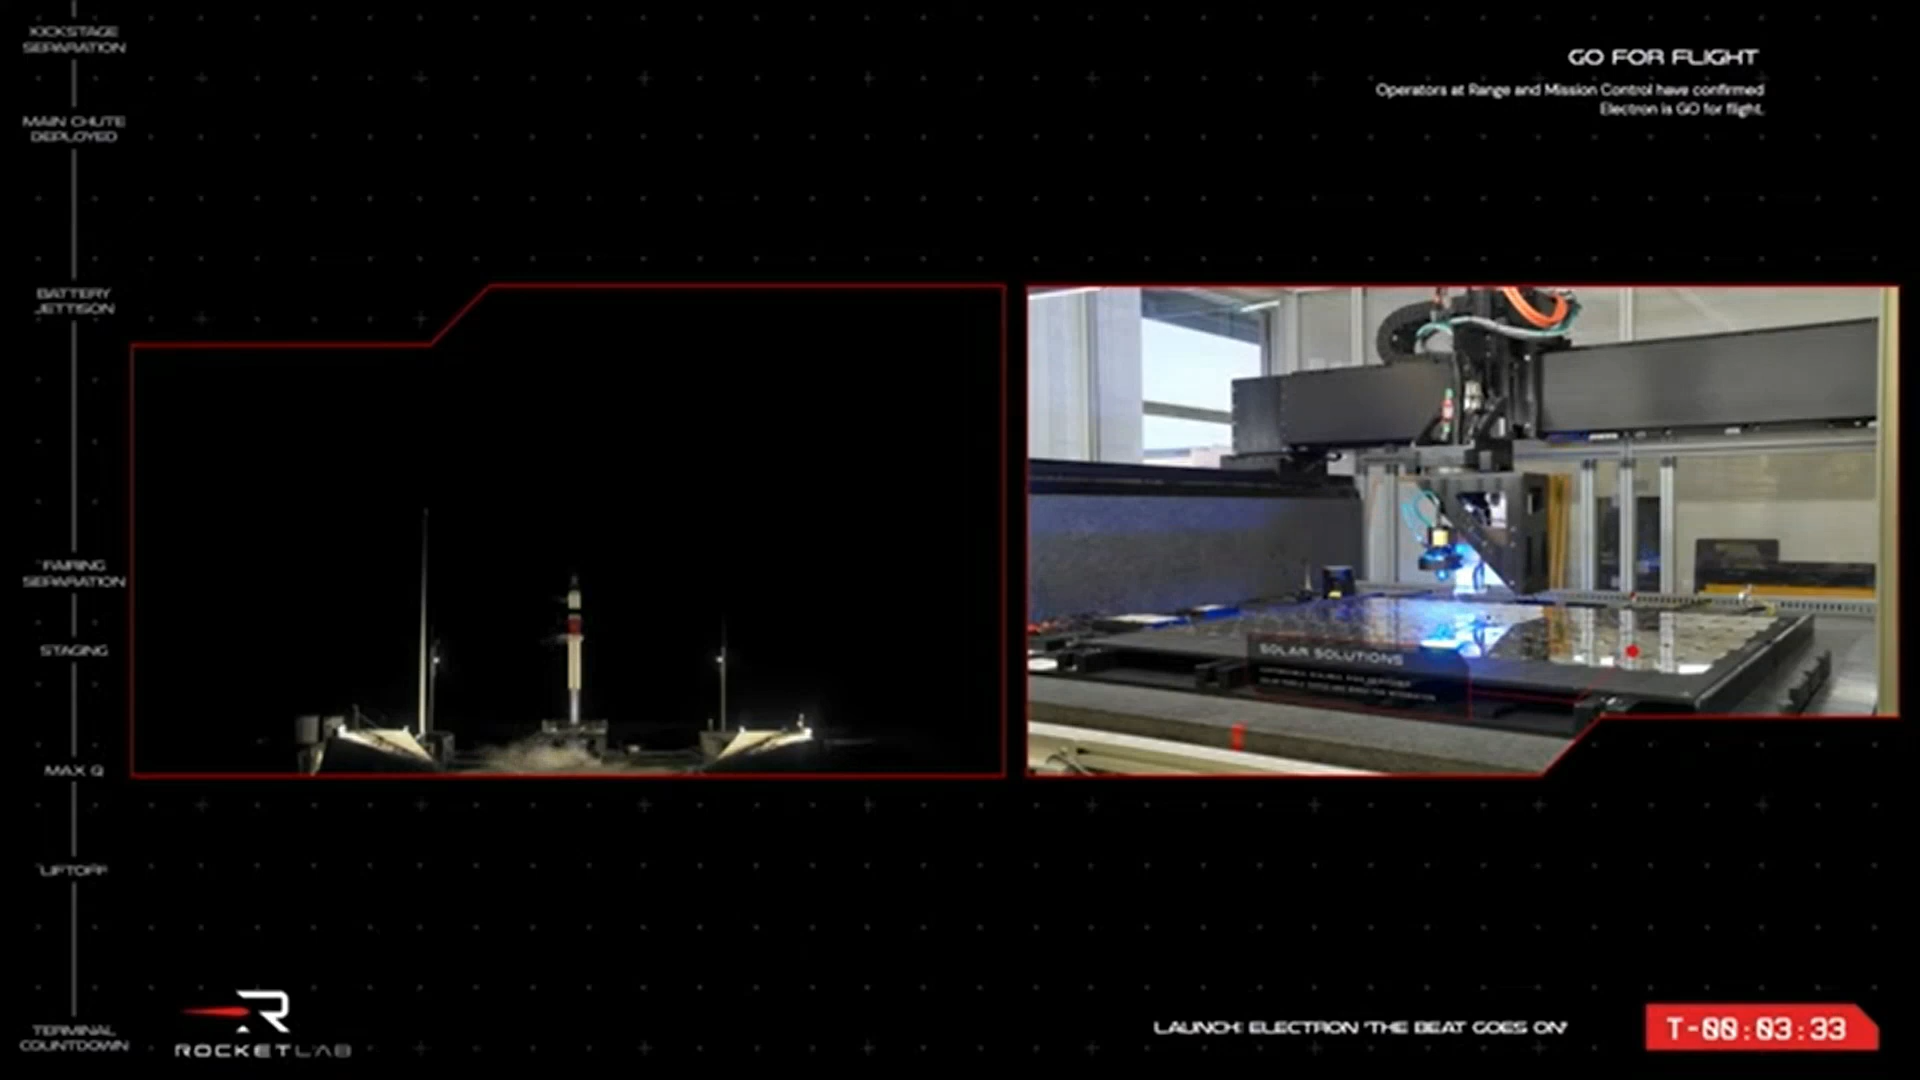 KICKSTAGE
SEPARATION
MAIN CHUTE
DEPLOYED
BATTERY
JETTISON
FAIRING
SEPARATION
STAGING
MAX Q
LIFTOFF
TERMINAL
COUNTDOWN
GO FOR FLIGHT
Operators at Range and Mission Control have confirmed
Electron is GO for flight.
SOLAR SOLUTIONS
ROCKETLAB
LAUNCH: ELECTRON 'THE BEAT GOES ON'
T-00:03:33